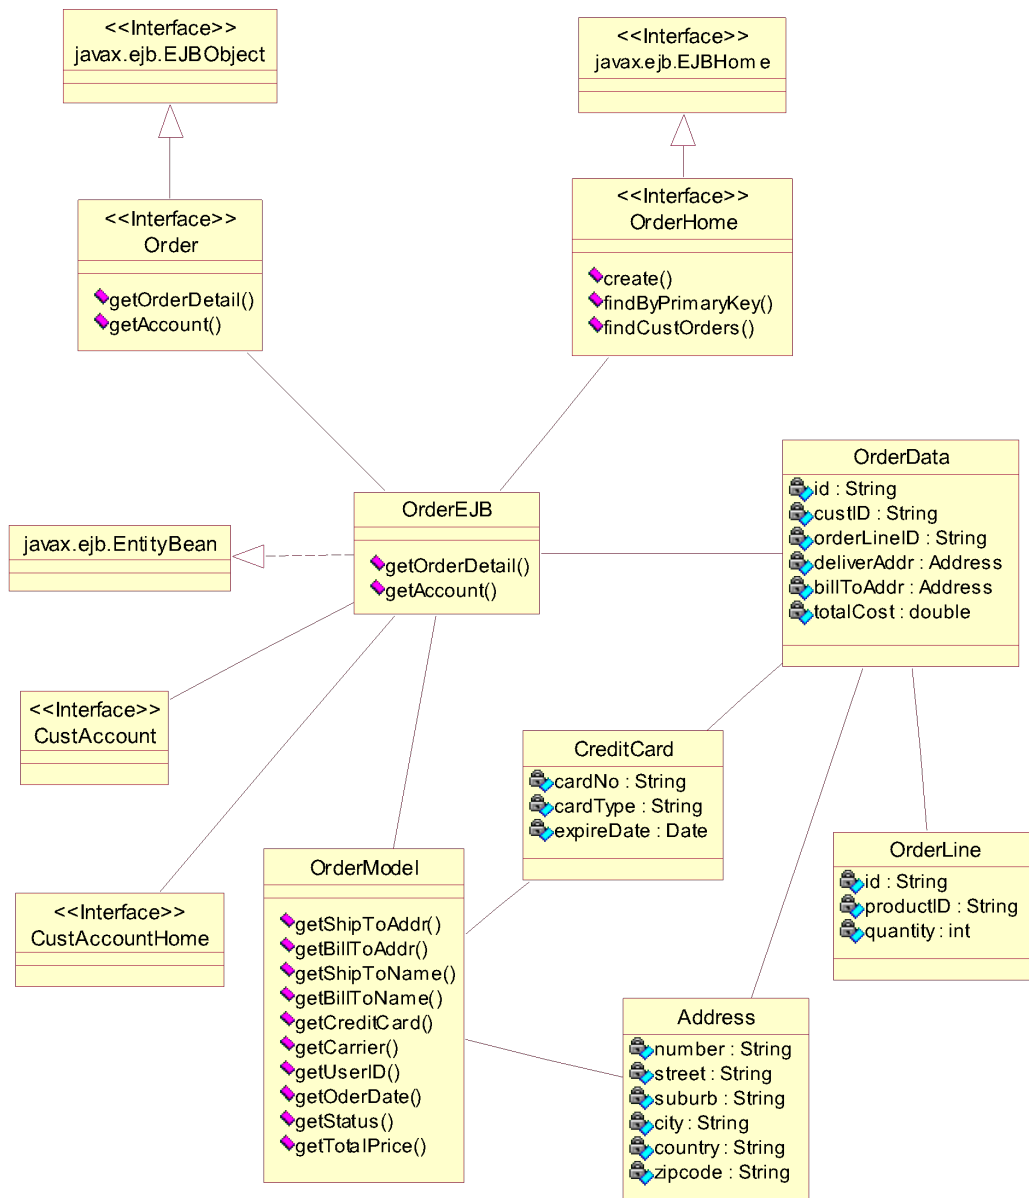 <<Interface>>
javax.ejb.EJBObject
<<Interface>>
javax.ejb.EJBHome
<<Interface>>
Order
getOrderDetail()
getAccount()
<<Interface>>
OrderHome
create()
findByPrimaryKey()
findCustOrders()
OrderData
id : String
custID : String
orderLineID : String
deliverAddr : Address
billToAddr : Address
totalCost : double
OrderEJB
getOrderDetail()
getAccount()
javax.ejb.EntityBean
<<Interface>>
CustAccount
CreditCard
cardNo : String
cardType : String
expireDate : Date
OrderLine
id : String
productID : String
quantity : int
OrderModel
getShipToAddr()
getBillToAddr()
getShipToName()
getBillToName()
getCreditCard()
getCarrier()
getUserID()
getOderDate()
getStatus()
getTotalPrice()
<<Interface>>
CustAccountHome
Address
number : String
street : String
suburb : String
city : String
country : String
zipcode : String